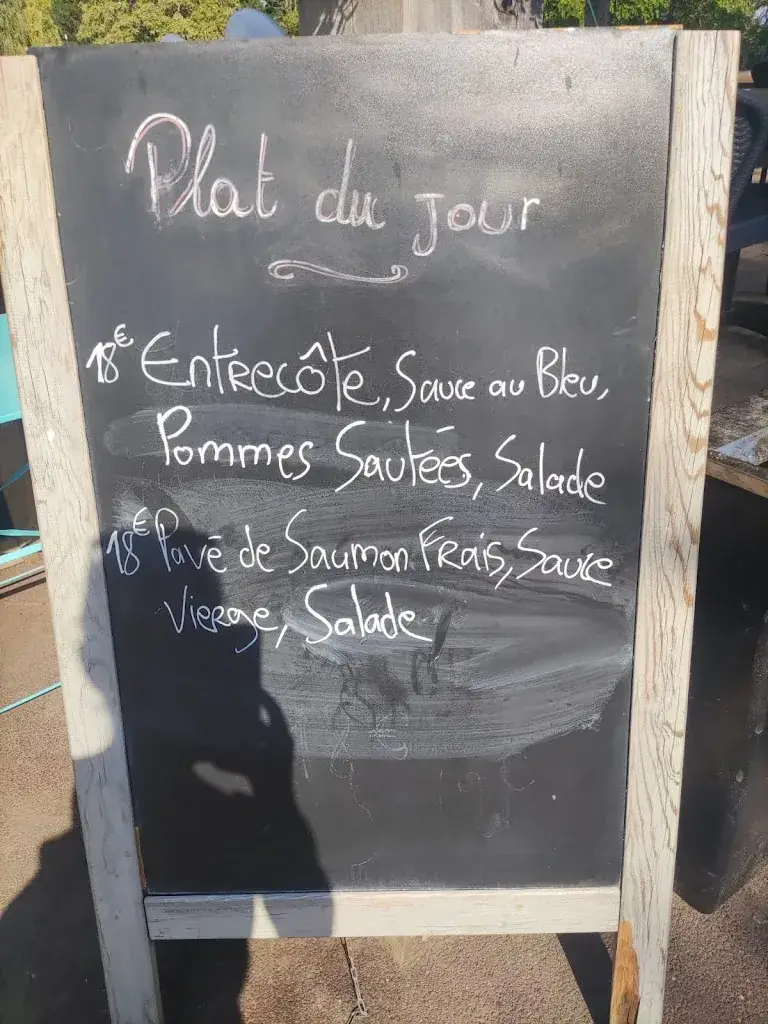 Plat du jour
18€ Entrecôte, Sauce au Bleu,
Pommes Sautées, Salade
18€ Pavé de Saumon Frais, Sauce
Vierge, Salade